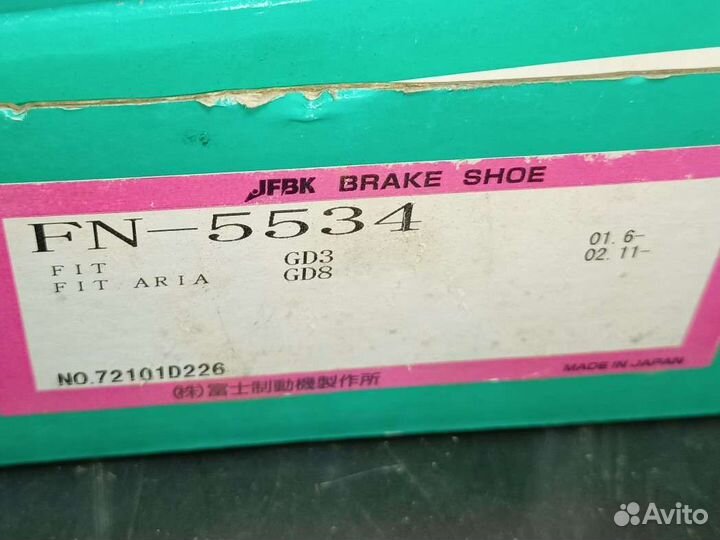 JFBK BRAKE SHOE
FN-5534
FIT GD3 01. 6-
FIT ARIA GD8 02. 11-
NO.72101D226 MADE IN JAPAN
㈱富士制動機製作所
Avito